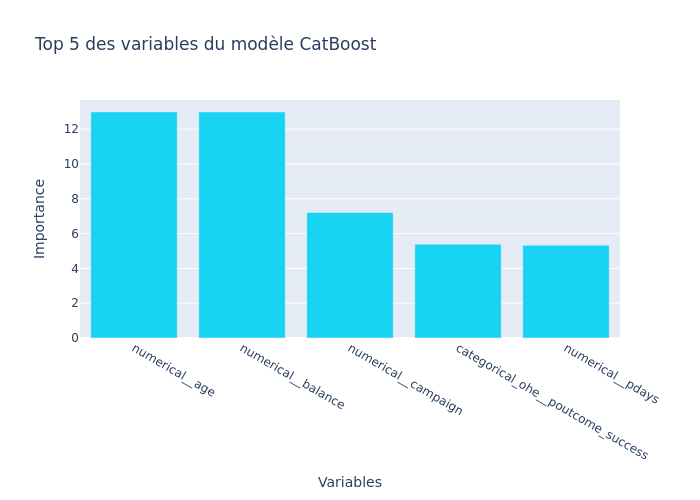 Top 5 des variables du modèle CatBoost
Importance
12
10
8
6
4
2
0
numerical__age
numerical__balance
numerical__campaign
categorical_ohe__poutcome_success
numerical__pdays
Variables